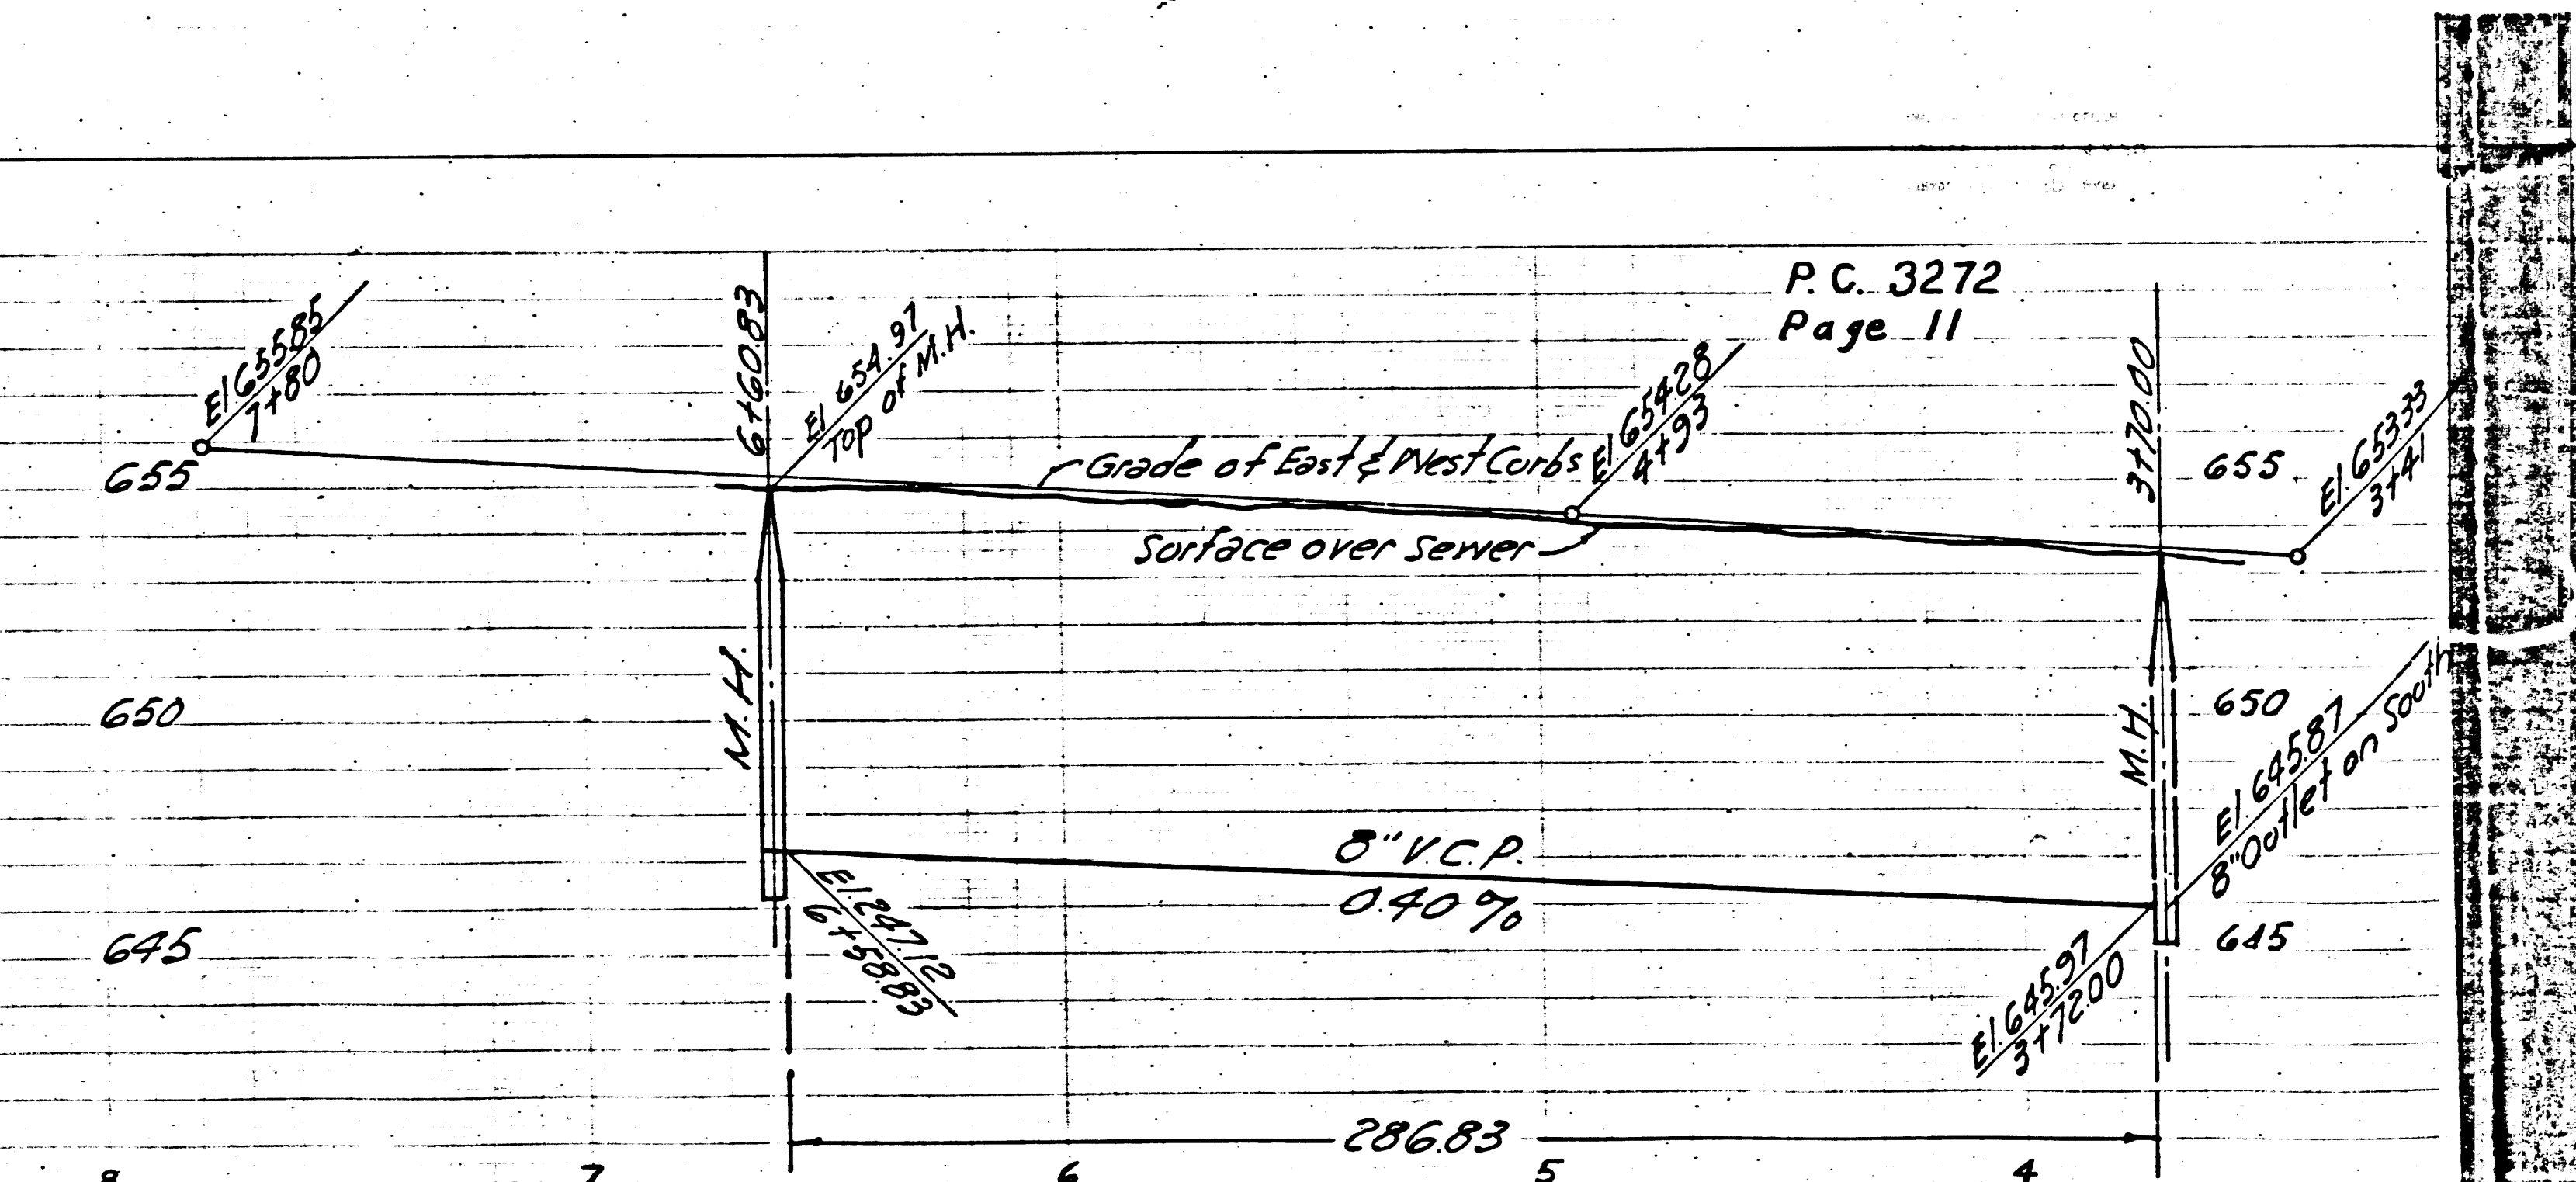 P. C. 3272
Page 11
El 655.85
7+80
6+60.83
El 654.97
Top of M.H.
Grade of East & West Curbs
El 654.28
4+93
3+70.00
El. 653.33
3+41
655
655
Surface over Sewer
M.H.
M.H.
650
650
El. 645.87
8" Outlet on South
8" V.C.P.
0.40 %
El. 247.12
6+58.83
645
645
El. 645.97
3+72.00
286.83
8 7 6 5 4